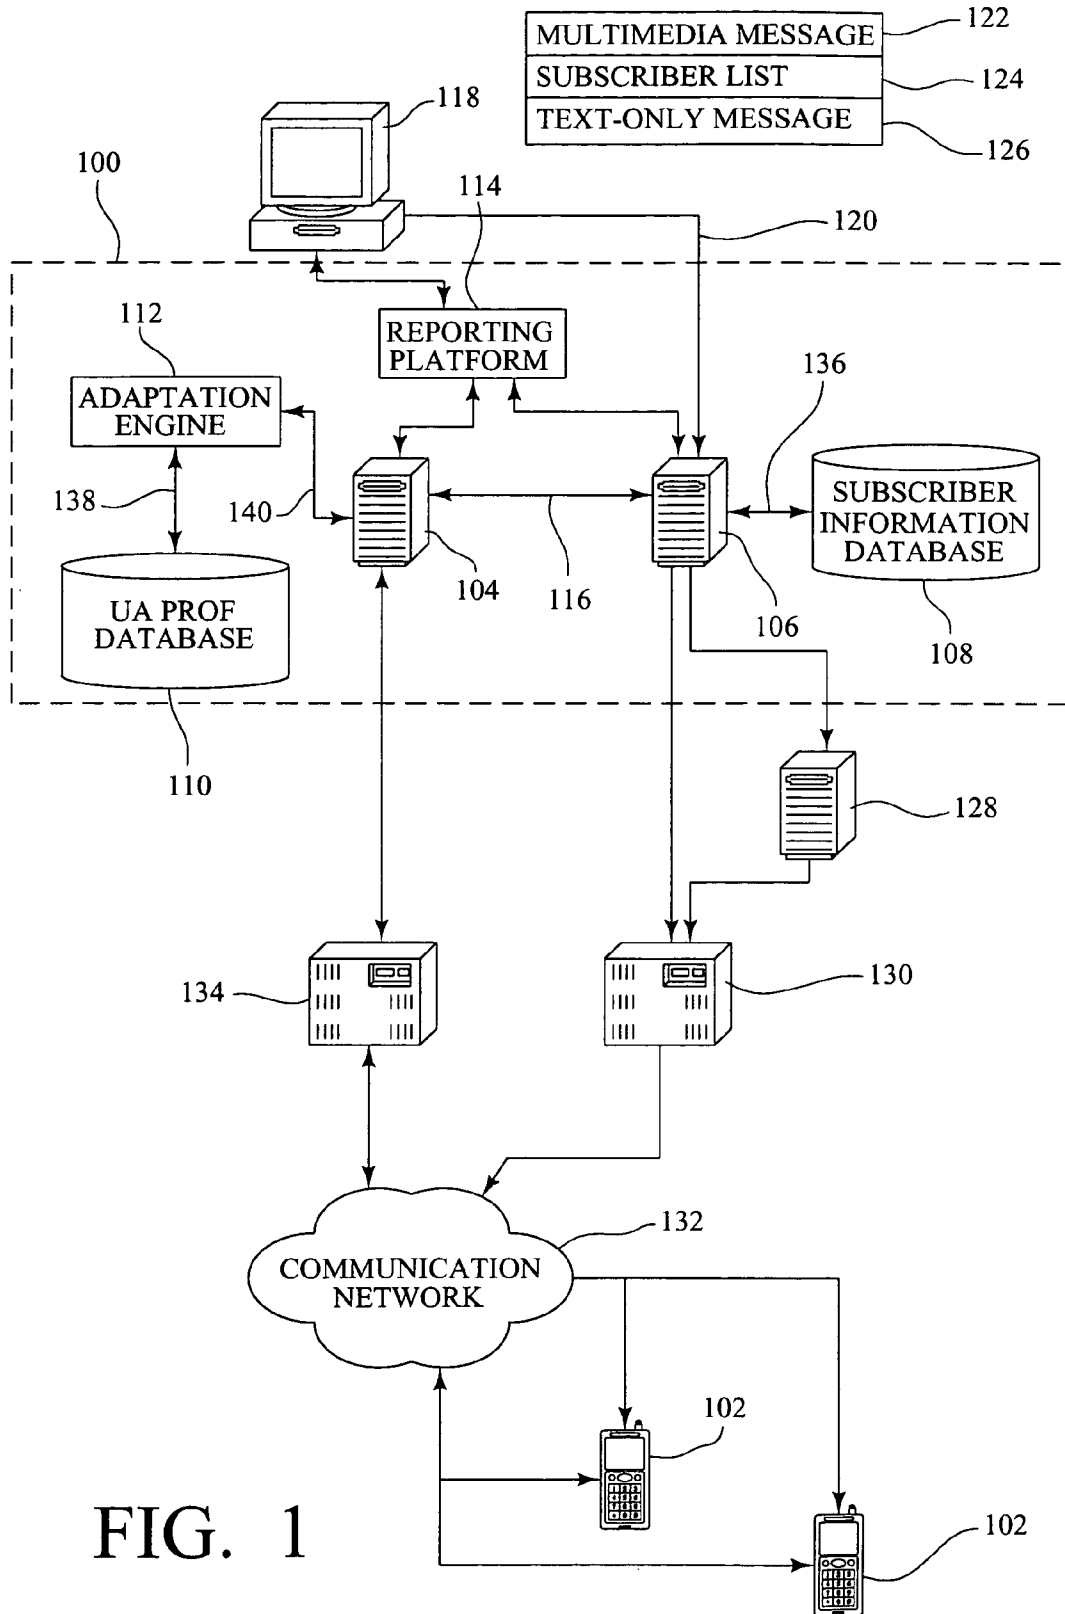 MULTIMEDIA MESSAGE
122
SUBSCRIBER LIST
124
TEXT-ONLY MESSAGE
126
118
100
114
120
REPORTING
PLATFORM
112
ADAPTATION
ENGINE
136
138
140
SUBSCRIBER
INFORMATION
DATABASE
104
116
106
108
UA PROF
DATABASE
110
128
134
130
132
COMMUNICATION
NETWORK
102
102
FIG. 1